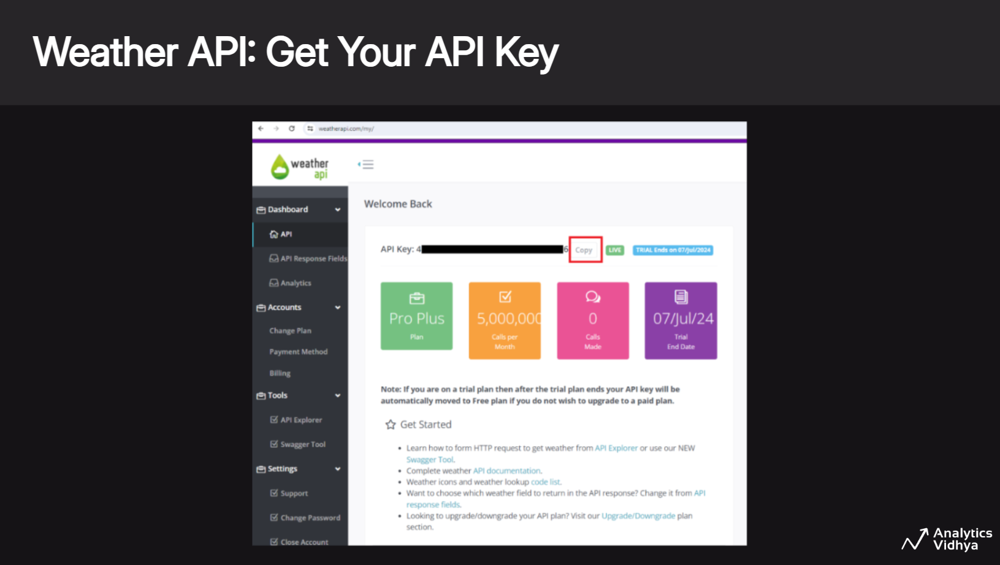 Weather API: Get Your API Key
weatherapi.com/my/
weather
api
Dashboard
API
API Response Fields
Analytics
Accounts
Change Plan
Payment Method
Billing
Tools
API Explorer
Swagger Tool
Settings
Support
Change Password
Close Account
Welcome Back
API Key: 4 6 Copy LIVE TRIAL Ends on 07/Jul/2024
Pro Plus
Plan
5,000,000
Calls per
Month
0
Calls
Made
07/Jul/24
Trial
End Date
Note: If you are on a trial plan then after the trial plan ends your API key will be
automatically moved to Free plan if you do not wish to upgrade to a paid plan.
Get Started
• Learn how to form HTTP request to get weather from API Explorer or use our NEW
Swagger Tool.
• Complete weather API documentation.
• Weather icons and weather lookup code list.
• Want to choose which weather field to return in the API response? Change it from API
response fields.
• Looking to upgrade/downgrade your API plan? Visit our Upgrade/Downgrade plan
section.
Analytics
Vidhya